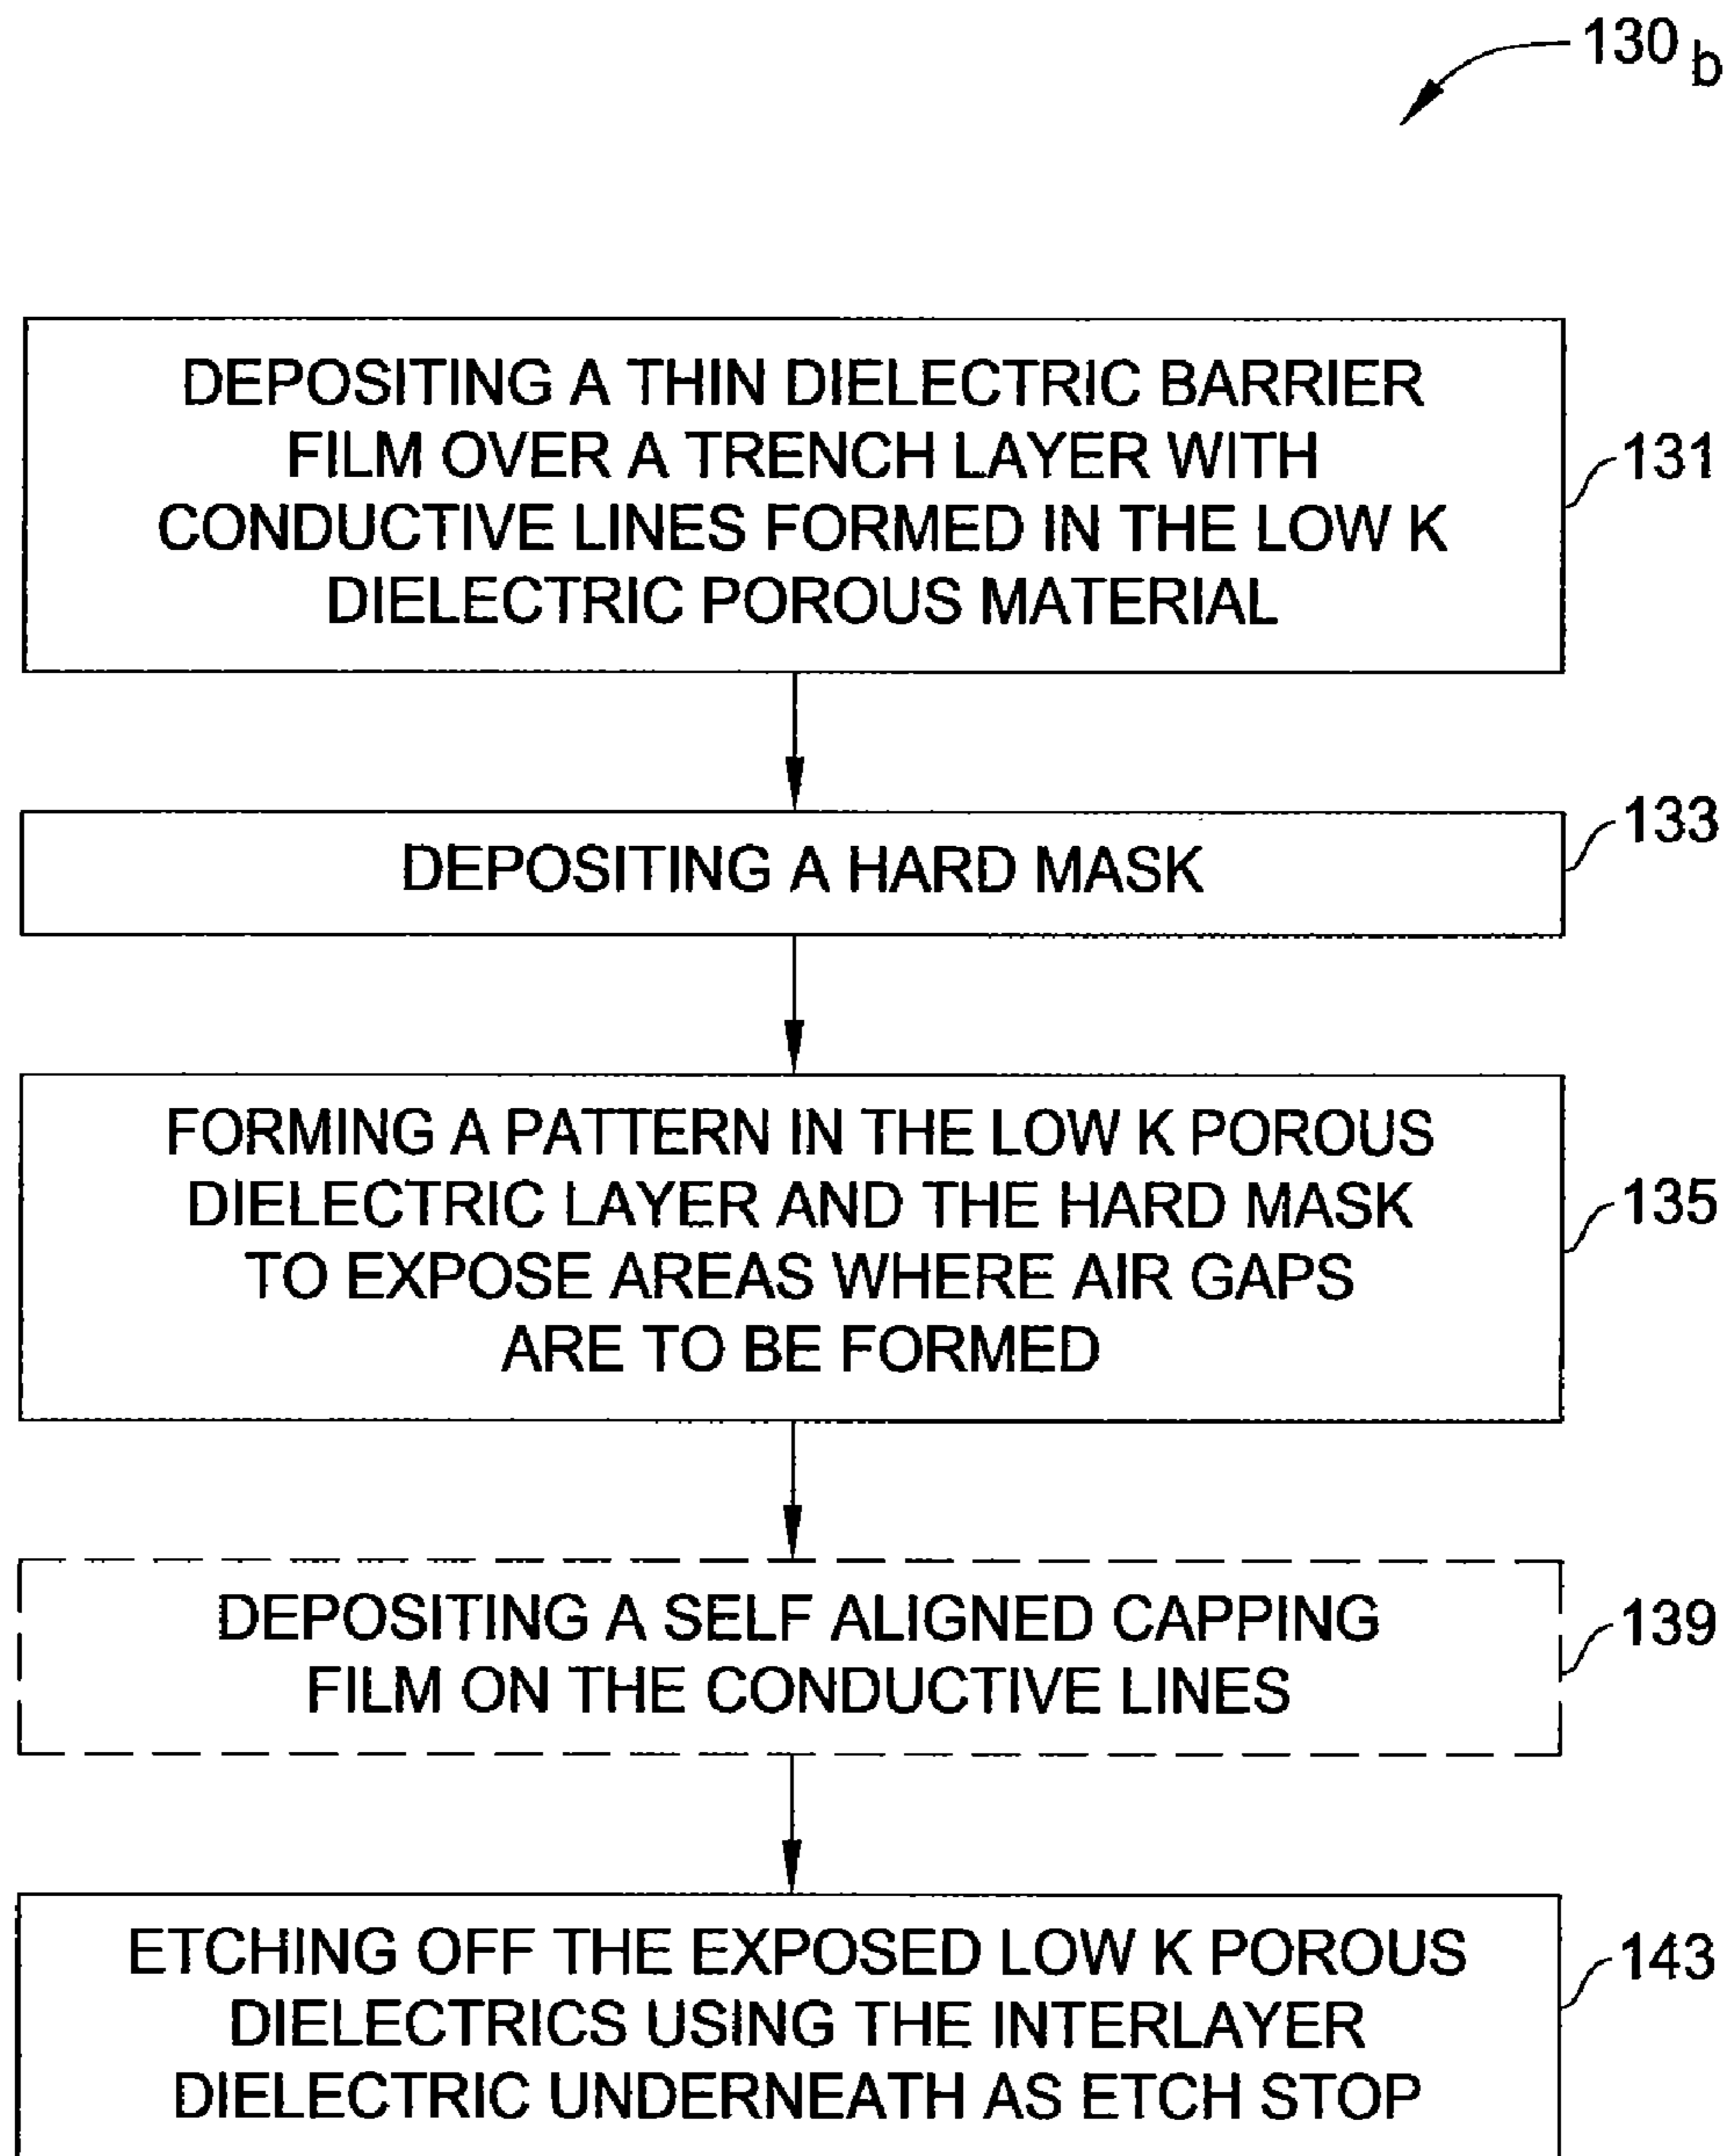 130 b
DEPOSITING A THIN DIELECTRIC BARRIER
FILM OVER A TRENCH LAYER WITH
CONDUCTIVE LINES FORMED IN THE LOW K
DIELECTRIC POROUS MATERIAL
131
DEPOSITING A HARD MASK
133
FORMING A PATTERN IN THE LOW K POROUS
DIELECTRIC LAYER AND THE HARD MASK
TO EXPOSE AREAS WHERE AIR GAPS
ARE TO BE FORMED
135
DEPOSITING A SELF ALIGNED CAPPING
FILM ON THE CONDUCTIVE LINES
139
ETCHING OFF THE EXPOSED LOW K POROUS
DIELECTRICS USING THE INTERLAYER
DIELECTRIC UNDERNEATH AS ETCH STOP
143